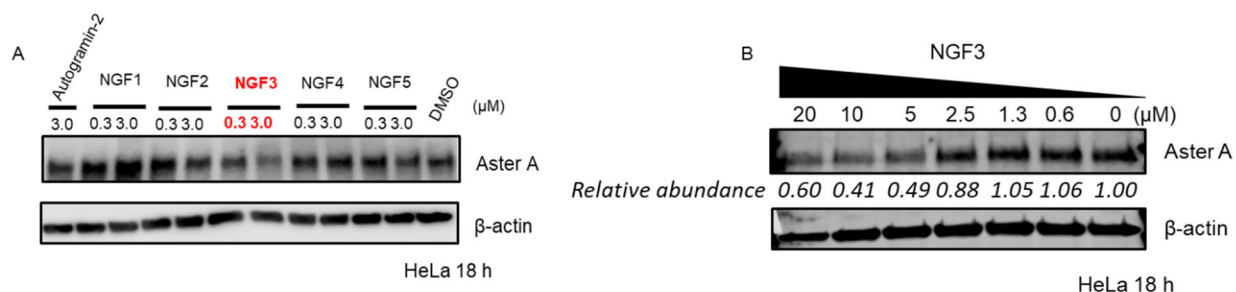 A
Autogramin-2
NGF1 NGF2 NGF3 NGF4 NGF5
DMSO
(μM)
3.0 0.3 3.0 0.3 3.0 0.3 3.0 0.3 3.0 0.3 3.0
Aster A
β-actin
HeLa 18 h
B
NGF3
20 10 5 2.5 1.3 0.6 0 (μM)
Aster A
Relative abundance 0.60 0.41 0.49 0.88 1.05 1.06 1.00
β-actin
HeLa 18 h